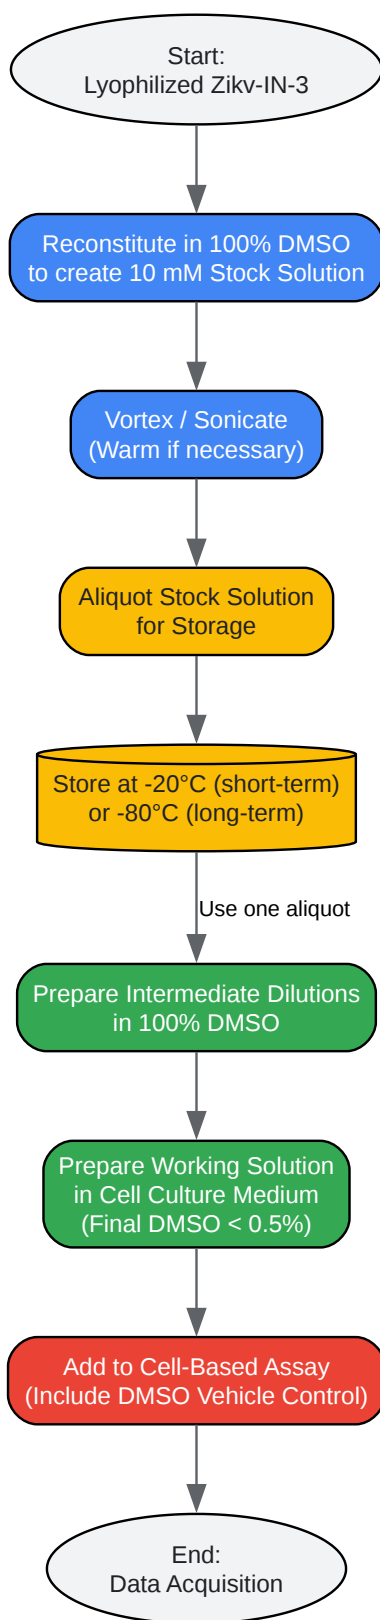 Start:
Lyophilized Zikv-IN-3
Reconstitute in 100% DMSO
to create 10 mM Stock Solution
Vortex / Sonicate
(Warm if necessary)
Aliquot Stock Solution
for Storage
Store at -20°C (short-term)
or -80°C (long-term)
Use one aliquot
Prepare Intermediate Dilutions
in 100% DMSO
Prepare Working Solution
in Cell Culture Medium
(Final DMSO < 0.5%)
Add to Cell-Based Assay
(Include DMSO Vehicle Control)
End:
Data Acquisition